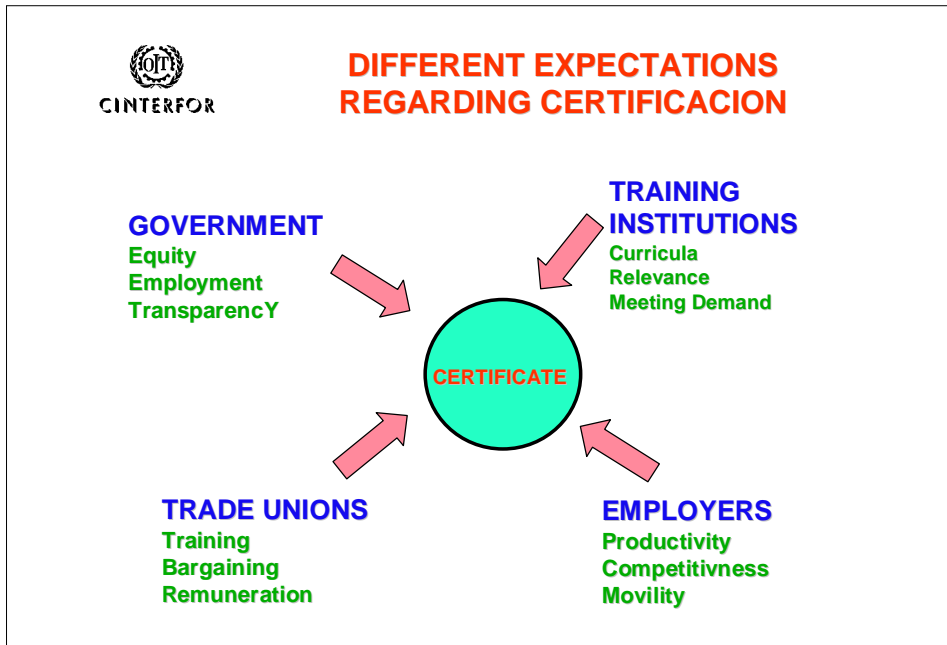 OIT
CINTERFOR
DIFFERENT EXPECTATIONS
REGARDING CERTIFICACION
GOVERNMENT
Equity
Employment
TransparencY
TRAINING
INSTITUTIONS
Curricula
Relevance
Meeting Demand
CERTIFICATE
TRADE UNIONS
Training
Bargaining
Remuneration
EMPLOYERS
Productivity
Competitivness
Movility